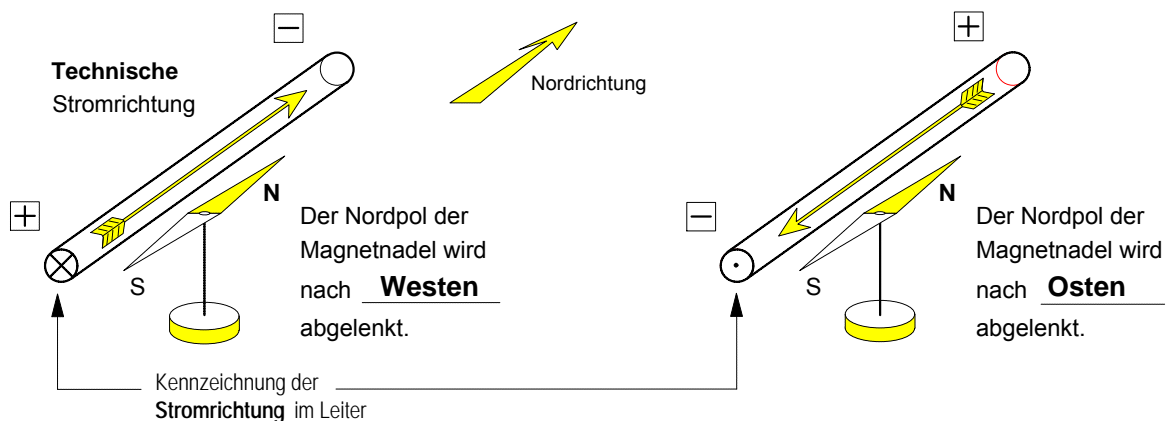 −
+
Technische
Stromrichtung
Nordrichtung
+
−
N
S
Der Nordpol der
Magnetnadel wird
nach Westen
abgelenkt.
N
S
Der Nordpol der
Magnetnadel wird
nach Osten
abgelenkt.
Kennzeichnung der
Stromrichtung im Leiter